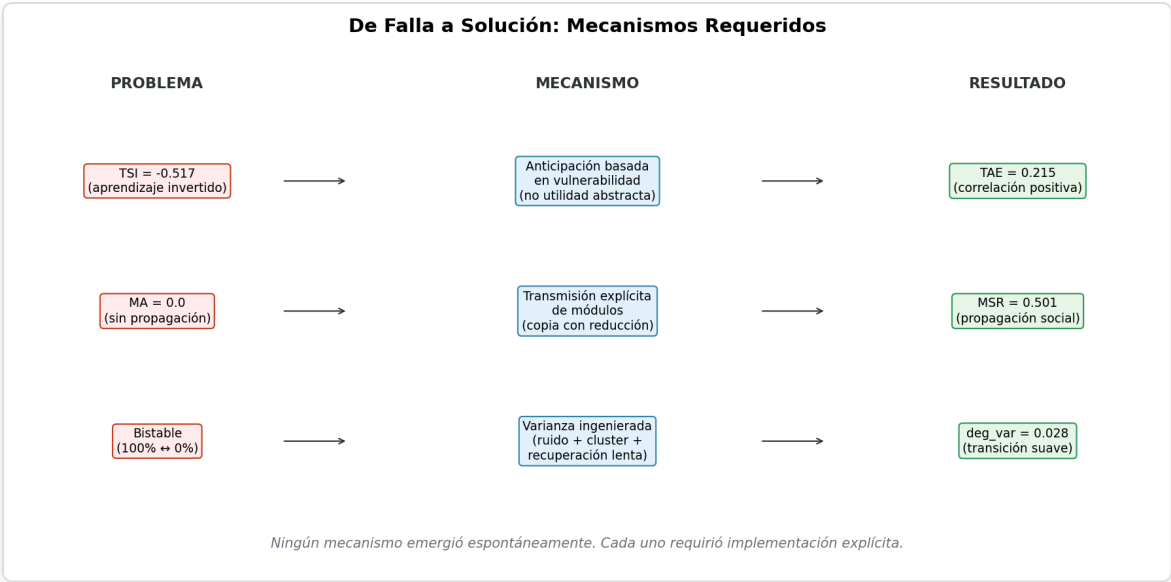 De Falla a Solución: Mecanismos Requeridos
PROBLEMA
MECANISMO
RESULTADO
TSI = -0.517
(aprendizaje invertido)
Anticipación basada
en vulnerabilidad
(no utilidad abstracta)
TAE = 0.215
(correlación positiva)
MA = 0.0
(sin propagación)
Transmisión explícita
de módulos
(copia con reducción)
MSR = 0.501
(propagación social)
Bistable
(100% ↔ 0%)
Varianza ingenierada
(ruido + cluster +
recuperación lenta)
deg_var = 0.028
(transición suave)
Ningún mecanismo emergió espontáneamente. Cada uno requirió implementación explícita.